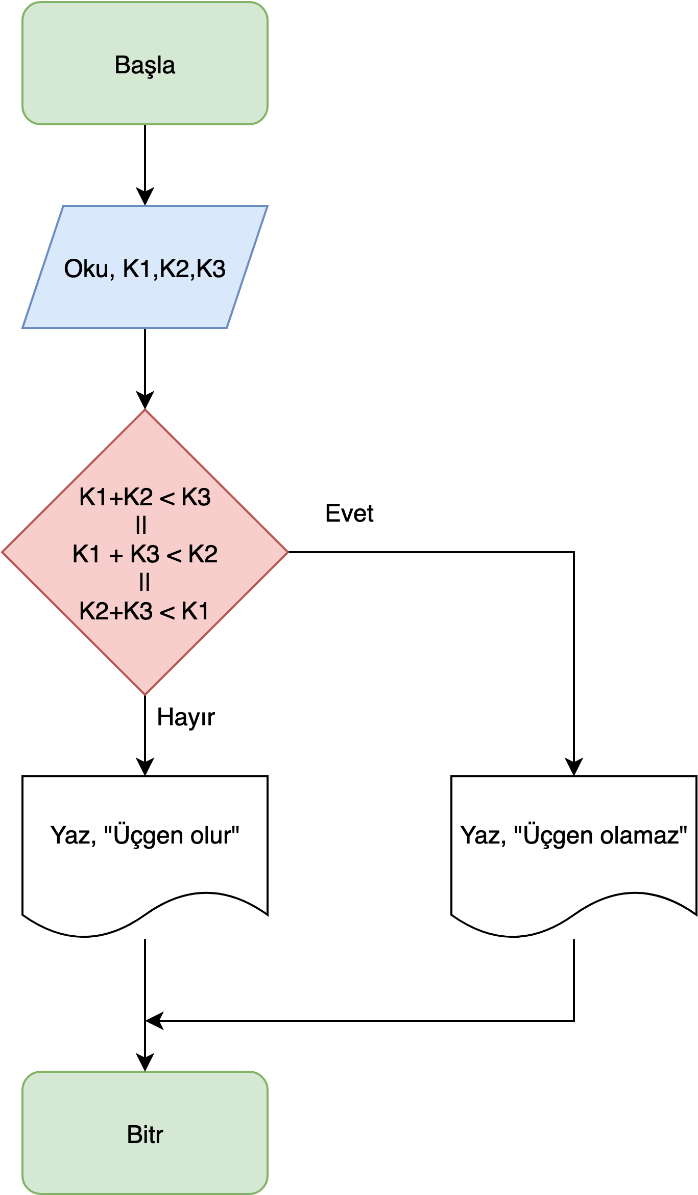 Başla
Oku, K1,K2,K3
K1+K2 < K3
||
K1 + K3 < K2
||
K2+K3 < K1
Evet
Hayır
Yaz, "Üçgen olur"
Yaz, "Üçgen olamaz"
Bitr